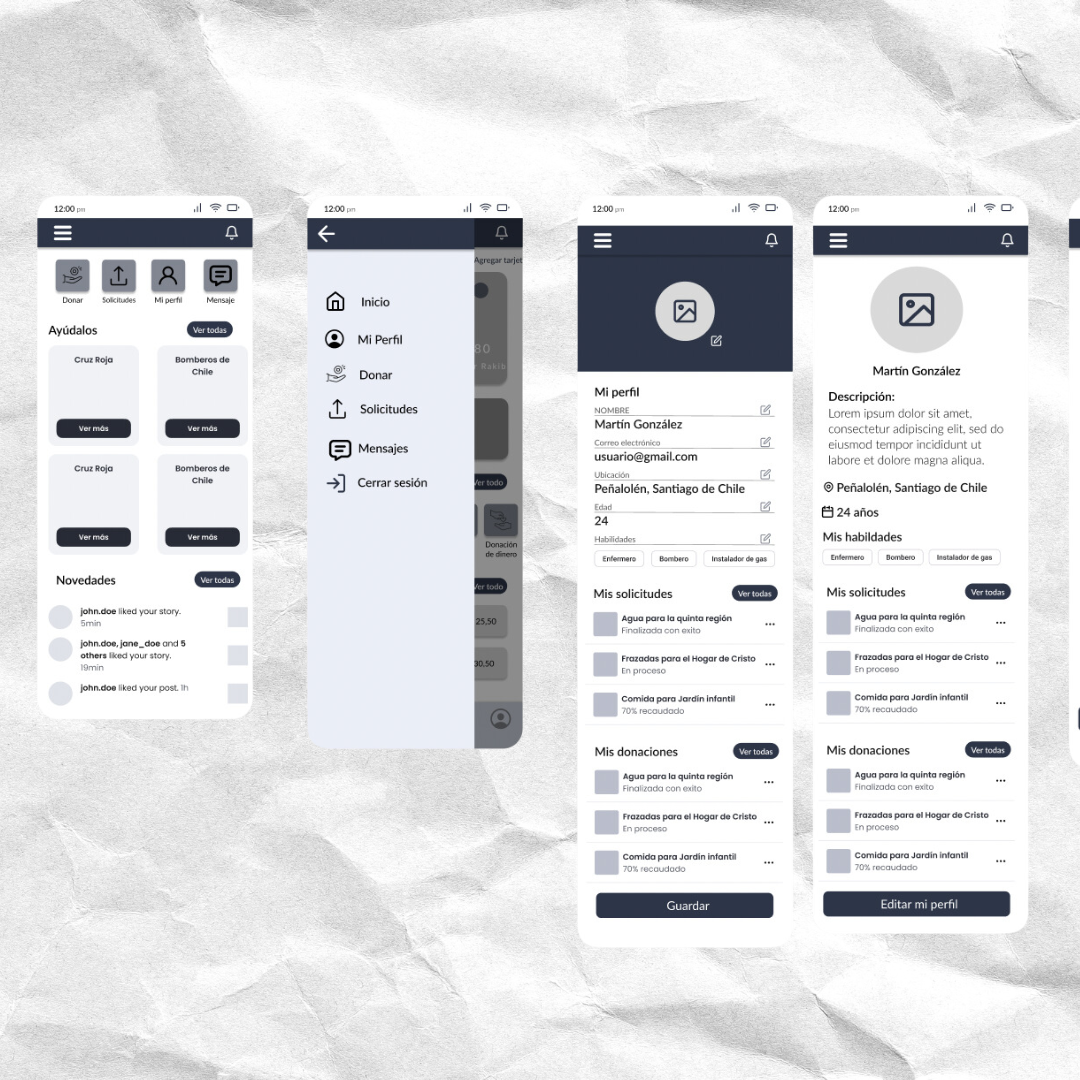 12:00 pm
Donar
Solicitudes
Mi perfil
Mensaje
Ayúdalos
Ver todas
Cruz Roja
Bomberos de
Chile
Ver más
Ver más
Cruz Roja
Bomberos de
Chile
Ver más
Ver más
Novedades
Ver todas
john.doe liked your story.
5min
john.doe, jane_doe and 5
others liked your story.
19min
john.doe liked your post. 1h
12:00 pm
Agregar tarjet
Inicio
Mi Perfil
Donar
Solicitudes
Mensajes
Cerrar sesión
80
r Rakib
Ver todo
Donación
de dinero
Ver todo
25,50
30,50
12:00 pm
Mi perfil
NOMBRE
Martín González
Correo electrónico
usuario@gmail.com
Ubicación
Peñalolén, Santiago de Chile
Edad
24
Habilidades
Enfermero
Bombero
Instalador de gas
Mis solicitudes
Ver todas
Agua para la quinta región
Finalizada con exito
Frazadas para el Hogar de Cristo
En proceso
Comida para Jardín infantil
70% recaudado
Mis donaciones
Ver todas
Agua para la quinta región
Finalizada con exito
Frazadas para el Hogar de Cristo
En proceso
Comida para Jardín infantil
70% recaudado
Guardar
12:00 pm
Martín González
Descripción:
Lorem ipsum dolor sit amet,
consectetur adipiscing elit, sed do
eiusmod tempor incididunt ut
labore et dolore magna aliqua.
Peñalolén, Santiago de Chile
24 años
Mis habildades
Enfermero
Bombero
Instalador de gas
Mis solicitudes
Ver todas
Agua para la quinta región
Finalizada con exito
Frazadas para el Hogar de Cristo
En proceso
Comida para Jardín infantil
70% recaudado
Mis donaciones
Ver todas
Agua para la quinta región
Finalizada con exito
Frazadas para el Hogar de Cristo
En proceso
Comida para Jardín infantil
70% recaudado
Editar mi perfil